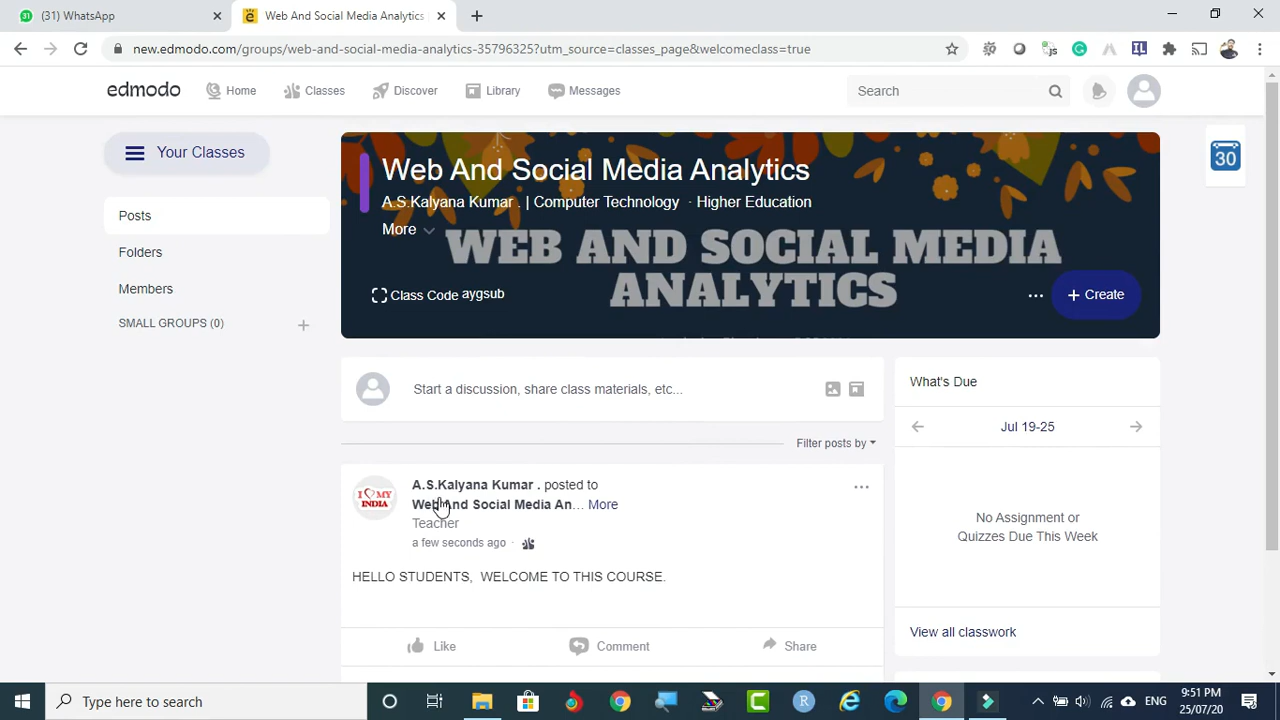 (31) WhatsApp
Web And Social Media Analytics
new.edmodo.com/groups/web-and-social-media-analytics-35796325?utm_source=classes_page&welcomeclass=true
edmodo
Home
Classes
Discover
Library
Messages
Search
Your Classes
Posts
Folders
Members
SMALL GROUPS (0)
Web And Social Media Analytics
A.S.Kalyana Kumar . | Computer Technology · Higher Education
More
WEB AND SOCIAL MEDIA
ANALYTICS
Class Code aygsub
+ Create
30
Start a discussion, share class materials, etc...
Filter posts by
I MY
INDIA
A.S.Kalyana Kumar . posted to
Web And Social Media An... More
Teacher
a few seconds ago ·
HELLO STUDENTS, WELCOME TO THIS COURSE.
Like
Comment
Share
What's Due
Jul 19-25
No Assignment or
Quizzes Due This Week
View all classwork
Type here to search
ENG
9:51 PM
25/07/20